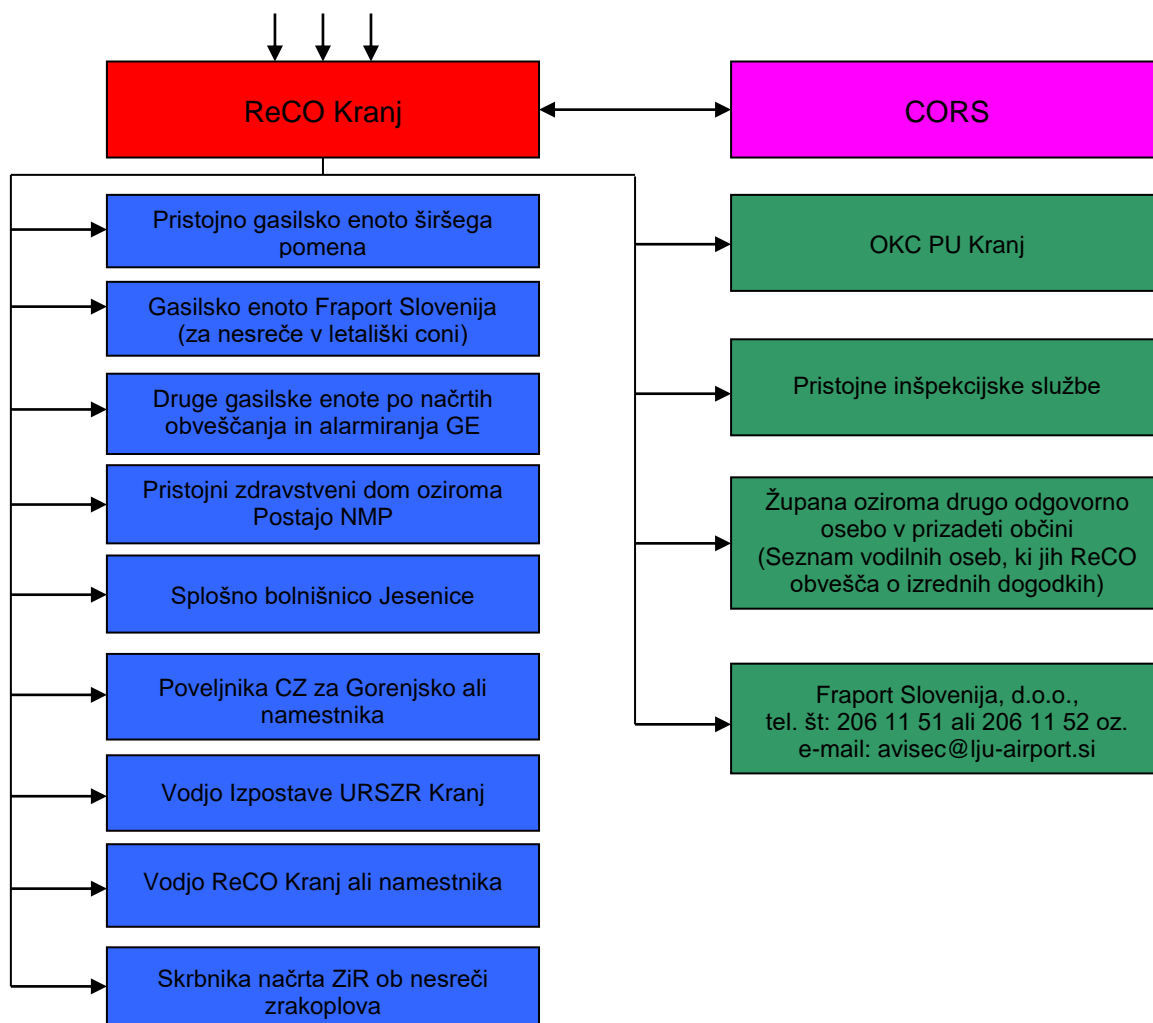 ReCO Kranj
CORS
Pristojno gasilsko enoto širšega
pomena
Gasilsko enoto Fraport Slovenija
(za nesreče v letališki coni)
Druge gasilske enote po načrtih
obveščanja in alarmiranja GE
Pristojni zdravstveni dom oziroma
Postajo NMP
Splošno bolnišnico Jesenice
Poveljnika CZ za Gorenjsko ali
namestnika
Vodjo Izpostave URSZR Kranj
Vodjo ReCO Kranj ali namestnika
Skrbnika načrta ZiR ob nesreči
zrakoplova
OKC PU Kranj
Pristojne inšpekcijske službe
Župana oziroma drugo odgovorno
osebo v prizadeti občini
(Seznam vodilnih oseb, ki jih ReCO
obvešča o izrednih dogodkih)
Fraport Slovenija, d.o.o.,
tel. št: 206 11 51 ali 206 11 52 oz.
e-mail: avisec@lju-airport.si